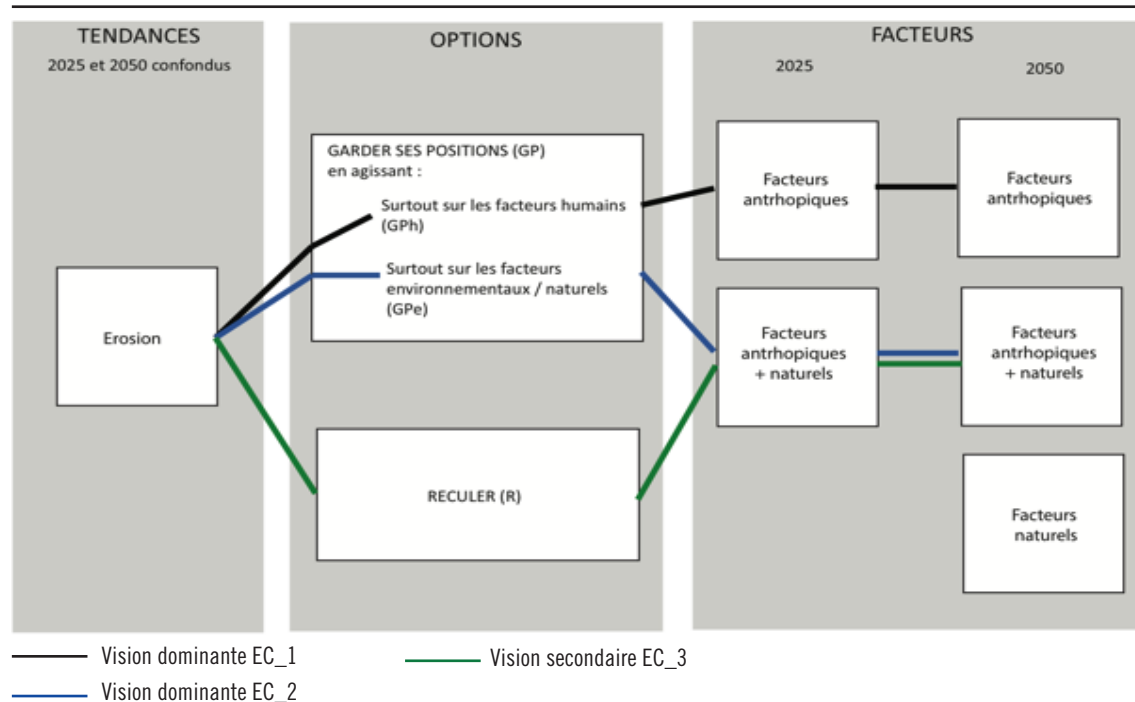 TENDANCES
2025 et 2050 confondus
OPTIONS
FACTEURS
2025
2050
Erosion
GARDER SES POSITIONS (GP)
en agissant :
Surtout sur les facteurs humains
(GPh)
Surtout sur les facteurs
environnementaux / naturels
(GPe)
RECULER (R)
Facteurs
antrhopiques
Facteurs
antrhopiques
+ naturels
Facteurs
antrhopiques
Facteurs
antrhopiques
+ naturels
Facteurs
naturels
Vision dominante EC_1
Vision secondaire EC_3
Vision dominante EC_2